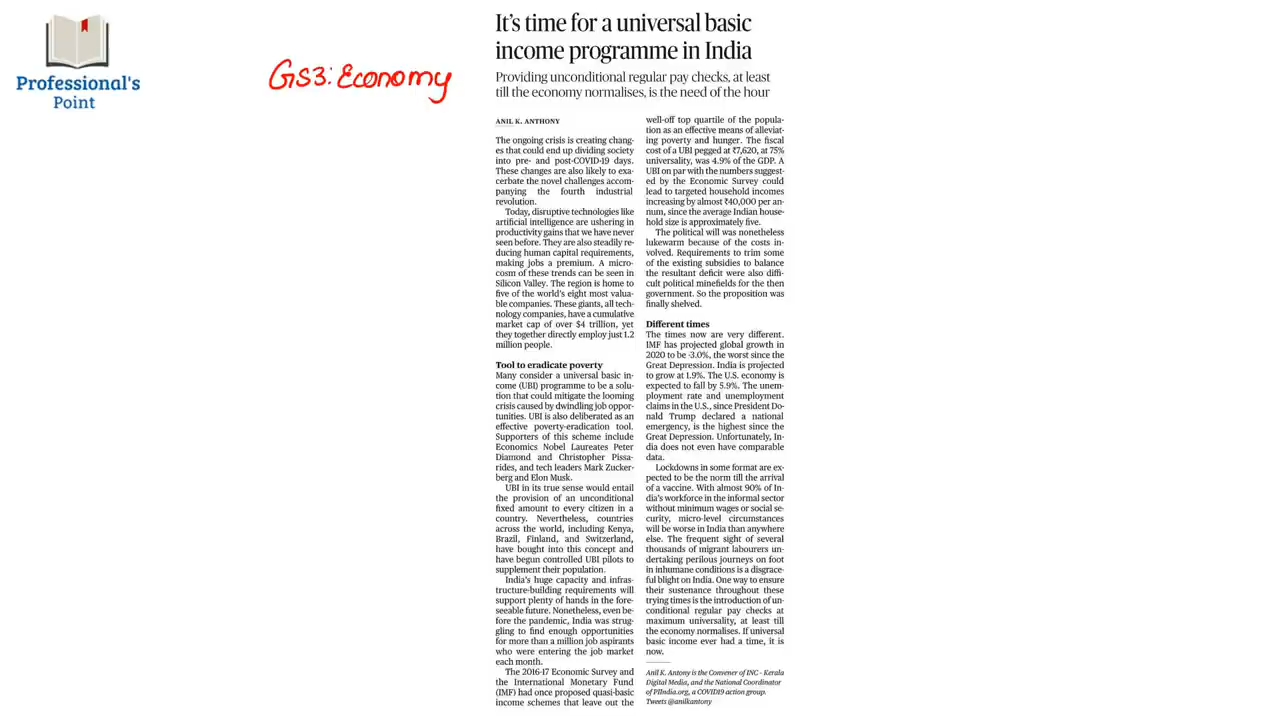 Professional's
Point
GS3: Economy
It's time for a universal basic
income programme in India
Providing unconditional regular pay checks, at least
till the economy normalises, is the need of the hour
ANIL K. ANTHONY
The ongoing crisis is creating chang-
es that could end up dividing society
into pre- and post-COVID-19 days.
These changes are also likely to exa-
cerbate the novel challenges accom-
panying the fourth industrial
revolution.
Today, disruptive technologies like
artificial intelligence are ushering in
productivity gains that we have never
seen before. They are also steadily re-
ducing human capital requirements,
making jobs a premium. A micro-
cosm of these trends can be seen in
Silicon Valley. The region is home to
five of the world's eight most valua-
ble companies. These giants, all tech-
nology companies, have a cumulative
market cap of over $4 trillion, yet
they together directly employ just 1.2
million people.
Tool to eradicate poverty
Many consider a universal basic in-
come (UBI) programme to be a solu-
tion that could mitigate the looming
crisis caused by dwindling job oppor-
tunities. UBI is also deliberated as an
effective poverty-eradication tool.
Supporters of this scheme include
Economics Nobel Laureates Peter
Diamond and Christopher Pissa-
rides, and tech leaders Mark Zucker-
berg and Elon Musk.
UBI in its true sense would entail
the provision of an unconditional
fixed amount to every citizen in a
country. Nevertheless, countries
across the world, including Kenya,
Brazil, Finland, and Switzerland,
have bought into this concept and
have begun controlled UBI pilots to
supplement their population.
India's huge capacity and infras-
tructure-building requirements will
support plenty of hands in the fore-
seeable future. Nonetheless, even be-
fore the pandemic, India was strug-
gling to find enough opportunities
for more than a million job aspirants
who were entering the job market
each month.
The 2016-17 Economic Survey and
the International Monetary Fund
(IMF) had once proposed quasi-basic
income schemes that leave out the
well-off top quartile of the popula-
tion as an effective means of alleviat-
ing poverty and hunger. The fiscal
cost of a UBI pegged at ₹7,620, at 75%
universality, was 4.9% of the GDP. A
UBI on par with the numbers suggest-
ed by the Economic Survey could
lead to targeted household incomes
increasing by almost ₹40,000 per an-
num, since the average Indian house-
hold size is approximately five.
The political will was nonetheless
lukewarm because of the costs in-
volved. Requirements to trim some
of the existing subsidies to balance
the resultant deficit were also diffi-
cult political minefields for the then
government. So the proposition was
finally shelved.
Different times
The times now are very different.
IMF has projected global growth in
2020 to be -3.0%, the worst since the
Great Depression. India is projected
to grow at 1.9%. The U.S. economy is
expected to fall by 5.9%. The unem-
ployment rate and unemployment
claims in the U.S., since President Do-
nald Trump declared a national
emergency, is the highest since the
Great Depression. Unfortunately, In-
dia does not even have comparable
data.
Lockdowns in some format are ex-
pected to be the norm till the arrival
of a vaccine. With almost 90% of In-
dia's workforce in the informal sector
without minimum wages or social se-
curity, micro-level circumstances
will be worse in India than anywhere
else. The frequent sight of several
thousands of migrant labourers un-
dertaking perilous journeys on foot
in inhumane conditions is a disgrace-
ful blight on India. One way to ensure
their sustenance throughout these
trying times is the introduction of un-
conditional regular pay checks at
maximum universality, at least till
the economy normalises. If universal
basic income ever had a time, it is
now.
Anil K. Antony is the Convener of INC - Kerala
Digital Media, and the National Coordinator
of PIIndia.org, a COVID19 action group.
Tweets @anilkantony